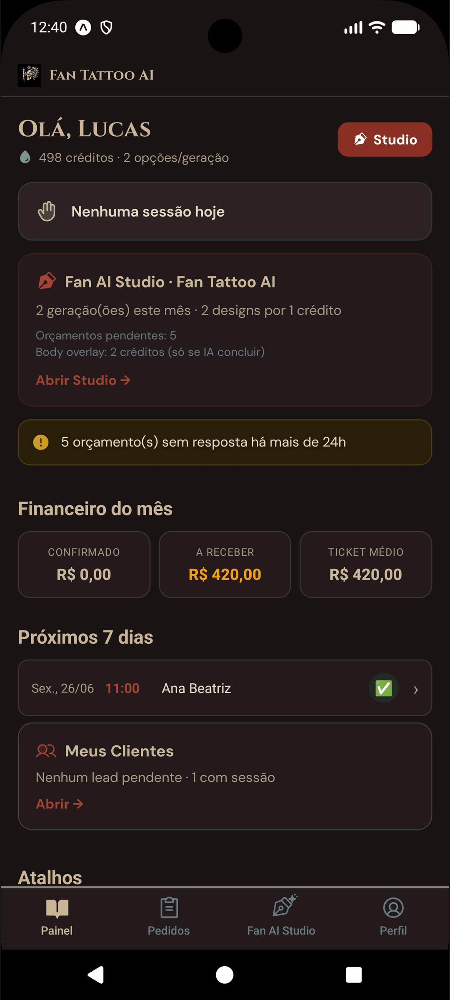 12:40
Fan Tattoo AI
Olá, Lucas
498 créditos · 2 opções/geração
Studio
Nenhuma sessão hoje
Fan AI Studio · Fan Tattoo AI
2 geração(ões) este mês · 2 designs por 1 crédito
Orçamentos pendentes: 5
Body overlay: 2 créditos (só se IA concluir)
Abrir Studio →
5 orçamento(s) sem resposta há mais de 24h
Financeiro do mês
CONFIRMADO
R$ 0,00
A RECEBER
R$ 420,00
TICKET MÉDIO
R$ 420,00
Próximos 7 dias
Sex., 26/06 11:00 Ana Beatriz ✅ ›
Meus Clientes
Nenhum lead pendente · 1 com sessão
Abrir →
Atalhos
Painel
Pedidos
Fan AI Studio
Perfil